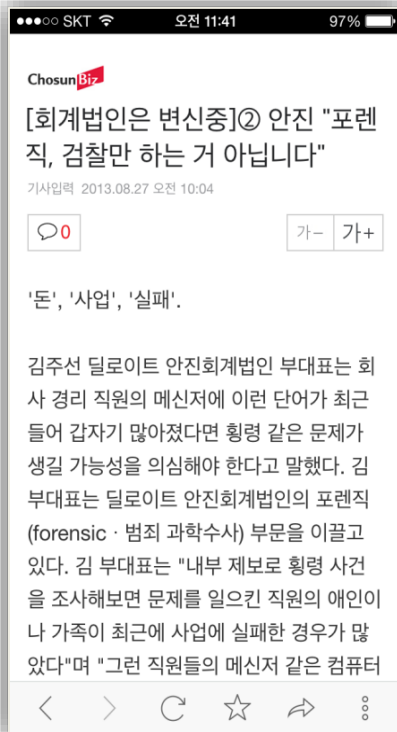 ●●●○○ SKT 오전 11:41 97%
ChosunBiz
[회계법인은 변신중]② 안진 "포렌
직, 검찰만 하는 거 아닙니다"
기사입력 2013.08.27 오전 10:04
0 가- 가+
'돈', '사업', '실패'.
김주선 딜로이트 안진회계법인 부대표는 회
사 경리 직원의 메신저에 이런 단어가 최근
들어 갑자기 많아졌다면 횡령 같은 문제가
생길 가능성을 의심해야 한다고 말했다. 김
부대표는 딜로이트 안진회계법인의 포렌직
(forensic · 범죄 과학수사) 부문을 이끌고
있다. 김 부대표는 "내부 제보로 횡령 사건
을 조사해보면 문제를 일으킨 직원의 애인이
나 가족이 최근에 사업에 실패한 경우가 많
았다"며 "그런 직원들의 메신저 같은 컴퓨터